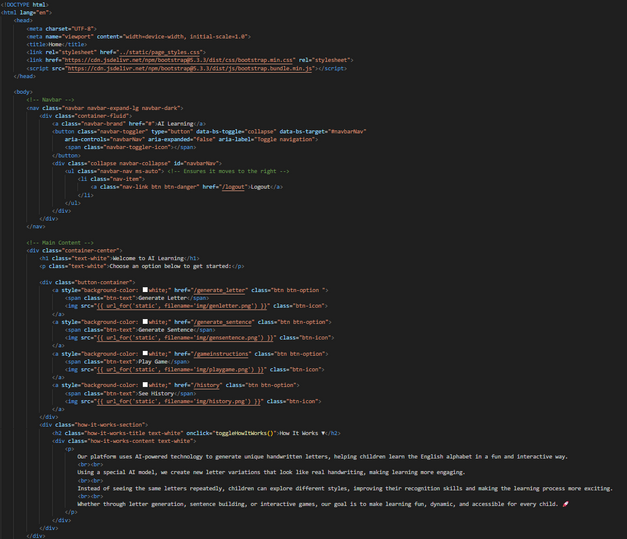 <!DOCTYPE html>
<html lang="en">
<head>
<meta charset="UTF-8">
<meta name="viewport" content="width=device-width, initial-scale=1.0">
<title>Home</title>
<link rel="stylesheet" href="../static/page_styles.css">
<link href="https://cdn.jsdelivr.net/npm/bootstrap@5.3.3/dist/css/bootstrap.min.css" rel="stylesheet">
<script src="https://cdn.jsdelivr.net/npm/bootstrap@5.3.3/dist/js/bootstrap.bundle.min.js"></script>
</head>
<body>
<!-- Navbar -->
<nav class="navbar navbar-expand-lg navbar-dark">
<div class="container-fluid">
<a class="navbar-brand" href="#">AI Learning</a>
<button class="navbar-toggler" type="button" data-bs-toggle="collapse" data-bs-target="#navbarNav"
aria-controls="navbarNav" aria-expanded="false" aria-label="Toggle navigation">
<span class="navbar-toggler-icon"></span>
</button>
<div class="collapse navbar-collapse" id="navbarNav">
<ul class="navbar-nav ms-auto"> <!-- Ensures it moves to the right -->
<li class="nav-item">
<a class="nav-link btn btn-danger" href="/logout">Logout</a>
</li>
</ul>
</div>
</div>
</nav>
<!-- Main Content -->
<div class="container-center">
<h1 class="text-white">Welcome to AI Learning</h1>
<p class="text-white">Choose an option below to get started:</p>
<div class="button-container">
<a style="background-color: white;" href="/generate_letter" class="btn btn-option ">
<span class="btn-text">Generate Letter</span>
<img src="{{ url_for('static', filename='img/genletter.png') }}" class="btn-icon">
</a>
<a style="background-color: white;" href="/generate_sentence" class="btn btn-option">
<span class="btn-text">Generate Sentence</span>
<img src="{{ url_for('static', filename='img/gensentence.png') }}" class="btn-icon">
</a>
<a style="background-color: white;" href="/gameinstructions" class="btn btn-option">
<span class="btn-text">Play Game</span>
<img src="{{ url_for('static', filename='img/playgame.png') }}" class="btn-icon">
</a>
<a style="background-color: white;" href="/history" class="btn btn-option">
<span class="btn-text">See History</span>
<img src="{{ url_for('static', filename='img/history.png') }}" class="btn-icon">
</a>
</div>
<div class="how-it-works-section">
<h2 class="how-it-works-title text-white" onclick="toggleHowItWorks()">How It Works ▼</h2>
<div class="how-it-works-content text-white">
<p>
Our platform uses AI-powered technology to generate unique handwritten letters, helping children learn the English alphabet in a fun and interactive way.
<br><br>
Using a special AI model, we create new letter variations that look like real handwriting, making learning more engaging.
<br><br>
Instead of seeing the same letters repeatedly, children can explore different styles, improving their recognition skills and making the learning process more exciting.
<br><br>
Whether through letter generation, sentence building, or interactive games, our goal is to make learning fun, dynamic, and accessible for every child. 🚀
</p>
</div>
</div>
</div>